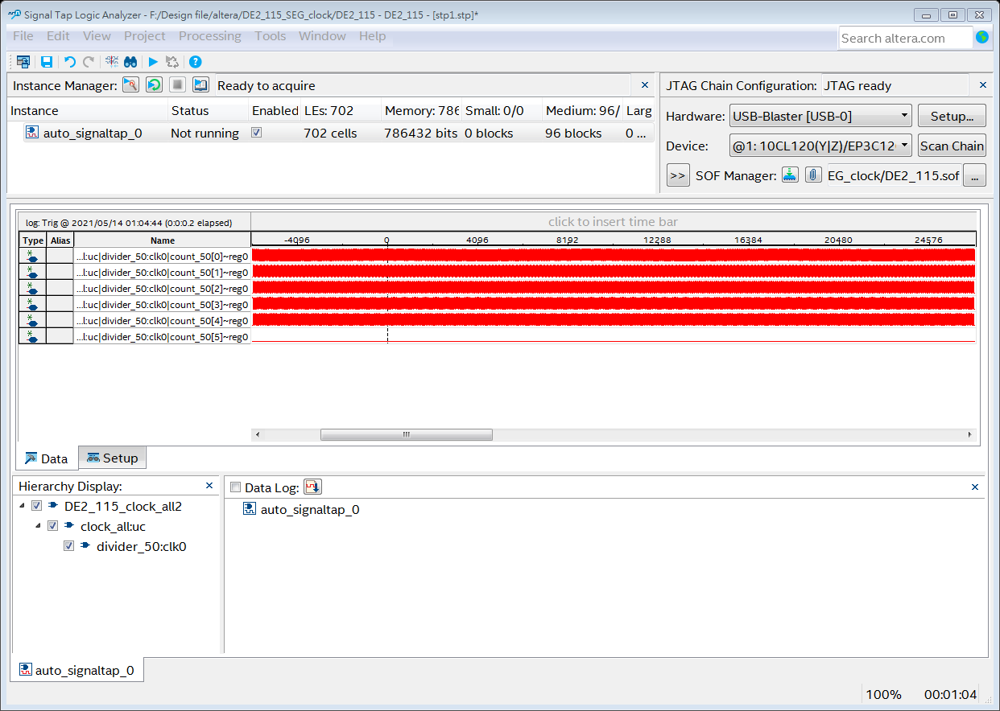 Signal Tap Logic Analyzer - F:/Design file/altera/DE2_115_SEG_clock/DE2_115 - DE2_115 - [stp1.stp]*
File Edit View Project Processing Tools Window Help
Search altera.com
Instance Manager: Ready to acquire
Instance Status Enabled LEs: 702 Memory: 786 Small: 0/0 Medium: 96/ Larg
auto_signaltap_0 Not running 702 cells 786432 bits 0 blocks 96 blocks 0 ...
JTAG Chain Configuration: JTAG ready
Hardware: USB-Blaster [USB-0] Setup...
Device: @1: 10CL120(Y|Z)/EP3C12 Scan Chain
>> SOF Manager: EG_clock/DE2_115.sof ...
log: Trig @ 2021/05/14 01:04:44 (0:0:0.2 elapsed) click to insert time bar
Type Alias Name -4096 0 4096 8192 12288 16384 20480 24576
...l:uc|divider_50:clk0|count_50[0]~reg0
...l:uc|divider_50:clk0|count_50[1]~reg0
...l:uc|divider_50:clk0|count_50[2]~reg0
...l:uc|divider_50:clk0|count_50[3]~reg0
...l:uc|divider_50:clk0|count_50[4]~reg0
...l:uc|divider_50:clk0|count_50[5]~reg0
Data Setup
Hierarchy Display:
DE2_115_clock_all2
clock_all:uc
divider_50:clk0
Data Log:
auto_signaltap_0
auto_signaltap_0
100% 00:01:04